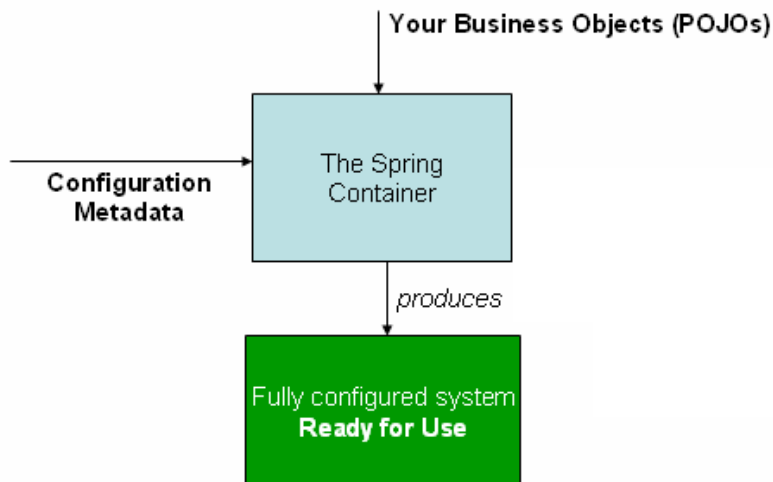 Your Business Objects (POJOs)
The Spring
Container
Configuration
Metadata
produces
Fully configured system
Ready for Use